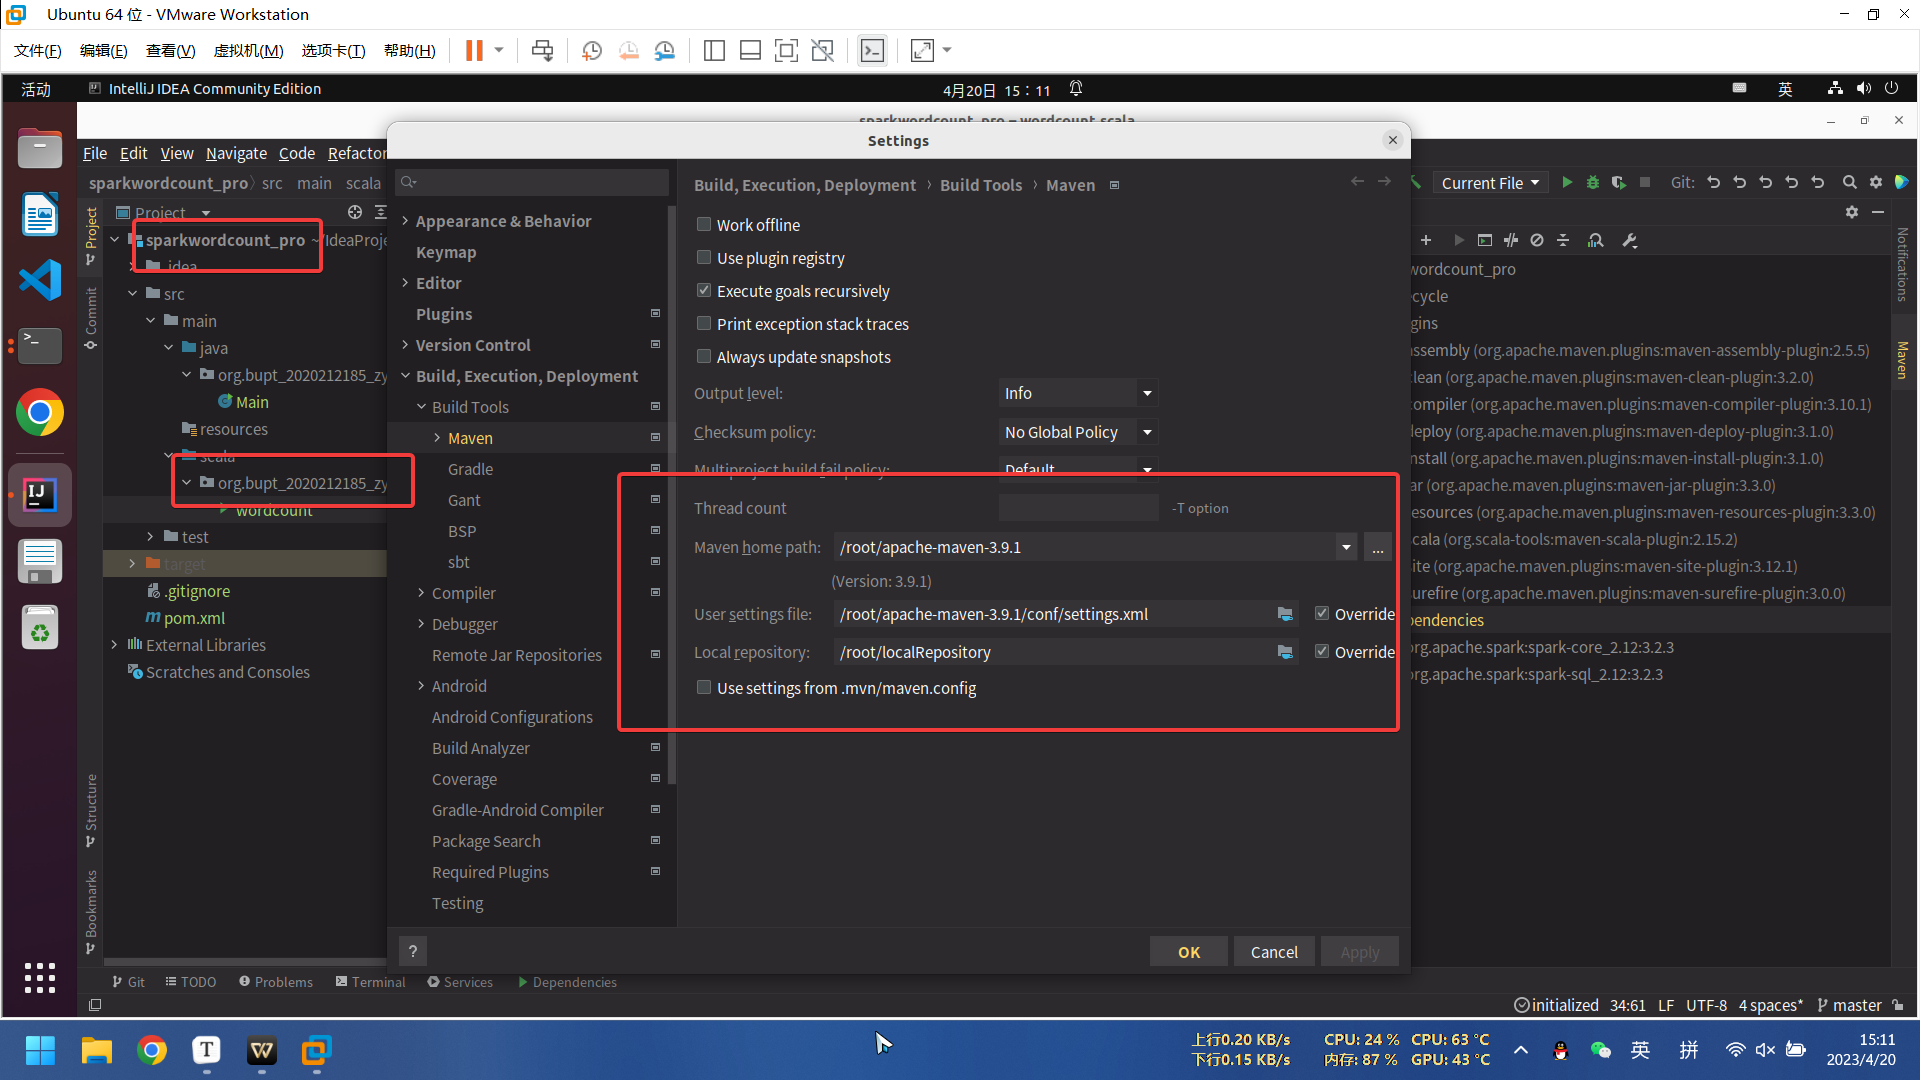 Ubuntu 64 位 - VMware Workstation
文件(F) 编辑(E) 查看(V) 虚拟机(M) 选项卡(T) 帮助(H)
活动 IntelliJ IDEA Community Edition 4月20日 15：11 英
sparkwordcount_pro – wordcount.scala
Settings
File Edit View Navigate Code Refactor
sparkwordcount_pro src main scala
Current File Git:
Project
Project
Commit
Structure
Bookmarks
sparkwordcount_pro ~/IdeaProje
.idea
src
main
java
org.bupt_2020212185_zy
Main
resources
scala
org.bupt_2020212185_zy
wordcount
test
target
.gitignore
pom.xml
External Libraries
Scratches and Consoles
Appearance & Behavior
Keymap
Editor
Plugins
Version Control
Build, Execution, Deployment
Build Tools
Maven
Gradle
Gant
BSP
sbt
Compiler
Debugger
Remote Jar Repositories
Android
Android Configurations
Build Analyzer
Coverage
Gradle-Android Compiler
Package Search
Required Plugins
Testing
Build, Execution, Deployment › Build Tools › Maven
Work offline
Use plugin registry
Execute goals recursively
Print exception stack traces
Always update snapshots
Output level: Info
Checksum policy: No Global Policy
Multiproject build fail policy: Default
Thread count -T option
Maven home path: /root/apache-maven-3.9.1 ...
(Version: 3.9.1)
User settings file: /root/apache-maven-3.9.1/conf/settings.xml Override
Local repository: /root/localRepository Override
Use settings from .mvn/maven.config
? OK Cancel Apply
wordcount_pro
cycle
gins
assembly (org.apache.maven.plugins:maven-assembly-plugin:2.5.5)
clean (org.apache.maven.plugins:maven-clean-plugin:3.2.0)
compiler (org.apache.maven.plugins:maven-compiler-plugin:3.10.1)
deploy (org.apache.maven.plugins:maven-deploy-plugin:3.1.0)
nstall (org.apache.maven.plugins:maven-install-plugin:3.1.0)
ar (org.apache.maven.plugins:maven-jar-plugin:3.3.0)
resources (org.apache.maven.plugins:maven-resources-plugin:3.3.0)
cala (org.scala-tools:maven-scala-plugin:2.15.2)
ite (org.apache.maven.plugins:maven-site-plugin:3.12.1)
surefire (org.apache.maven.plugins:maven-surefire-plugin:3.0.0)
pendencies
org.apache.spark:spark-core_2.12:3.2.3
org.apache.spark:spark-sql_2.12:3.2.3
Notifications
Maven
Git TODO Problems Terminal Services Dependencies
initialized 34:61 LF UTF-8 4 spaces* master
上行0.20 KB/s CPU: 24 % CPU: 63 °C
下行0.15 KB/s 内存: 87 % GPU: 43 °C
英 拼
15:11
2023/4/20